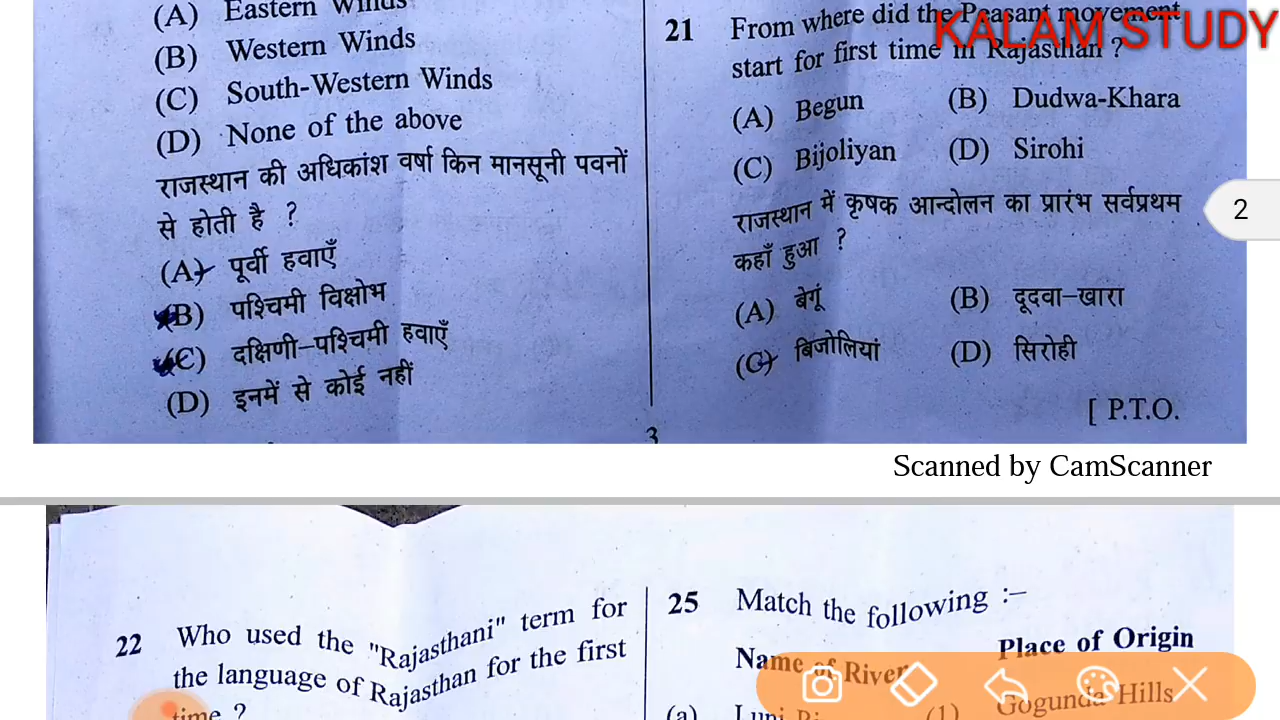 (A) Eastern Winds
(B) Western Winds
(C) South-Western Winds
(D) None of the above
राजस्थान की अधिकांश वर्षा किन मानसूनी पवनों
से होती है ?
(A) पूर्वी हवाएँ
(B) पश्चिमी विक्षोभ
(C) दक्षिणी-पश्चिमी हवाएँ
(D) इनमें से कोई नहीं
21 From where did the Peasant movement
start for first time in Rajasthan ?
(A) Begun (B) Dudwa-Khara
(C) Bijoliyan (D) Sirohi
राजस्थान में कृषक आन्दोलन का प्रारंभ सर्वप्रथम
कहाँ हुआ ?
(A) बेगूं (B) दूदवा-खारा
(C) बिजोलियां (D) सिरोही
[ P.T.O.
3
KALAM STUDY
2
Scanned by CamScanner
22 Who used the "Rajasthani" term for
the language of Rajasthan for the first
time ?
25 Match the following :–
Name of River Place of Origin
(a) Luni (1) Gogunda Hills